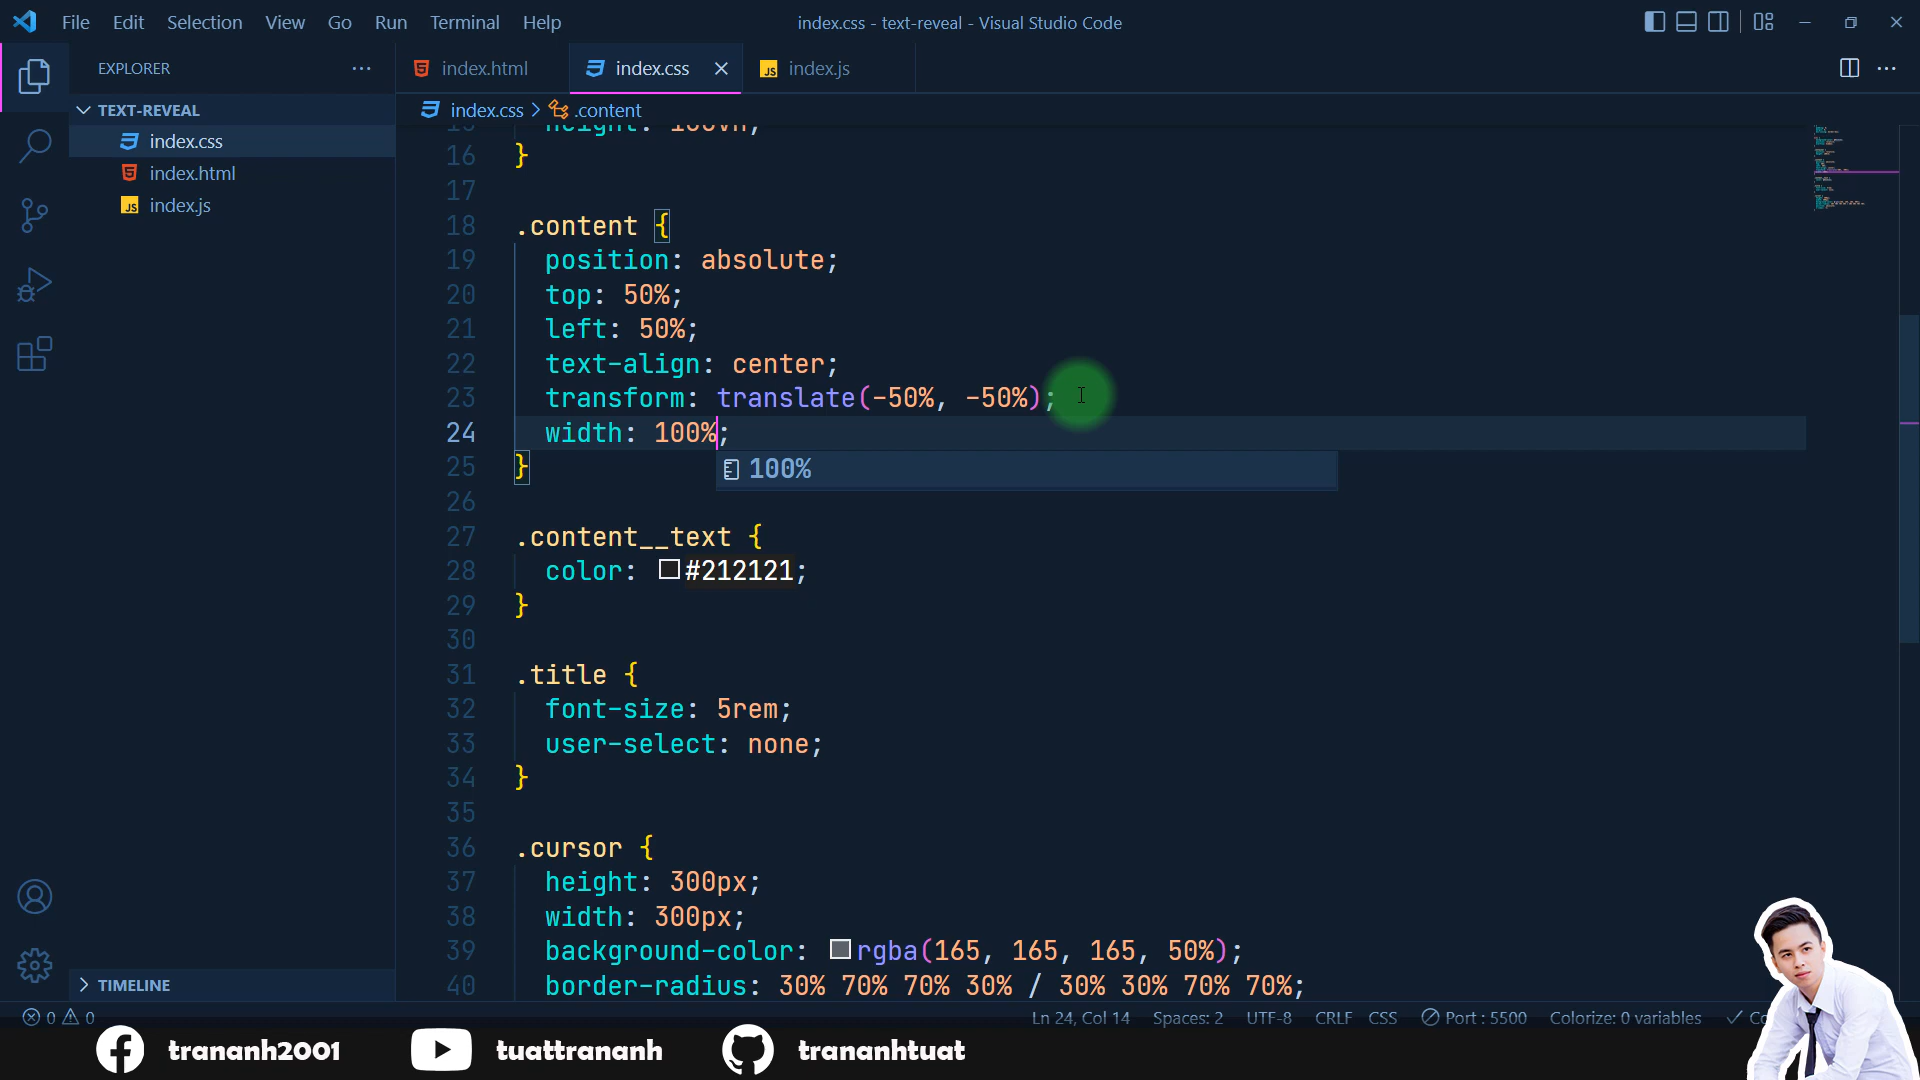 File Edit Selection View Go Run Terminal Help
index.css - text-reveal - Visual Studio Code
EXPLORER
TEXT-REVEAL
index.css
index.html
index.js
TIMELINE
index.html
index.css
index.js
index.css > .content
15 height: 100vh;
16 }
17
18 .content {
19 position: absolute;
20 top: 50%;
21 left: 50%;
22 text-align: center;
23 transform: translate(-50%, -50%);
24 width: 100%;
100%
25 }
26
27 .content__text {
28 color: #212121;
29 }
30
31 .title {
32 font-size: 5rem;
33 user-select: none;
34 }
35
36 .cursor {
37 height: 300px;
38 width: 300px;
39 background-color: rgba(165, 165, 165, 50%);
40 border-radius: 30% 70% 70% 30% / 30% 30% 70% 70%;
0 0
Ln 24, Col 14 Spaces: 2 UTF-8 CRLF CSS Port : 5500 Colorize: 0 variables
trananh2001 tuattrananh trananhtuat